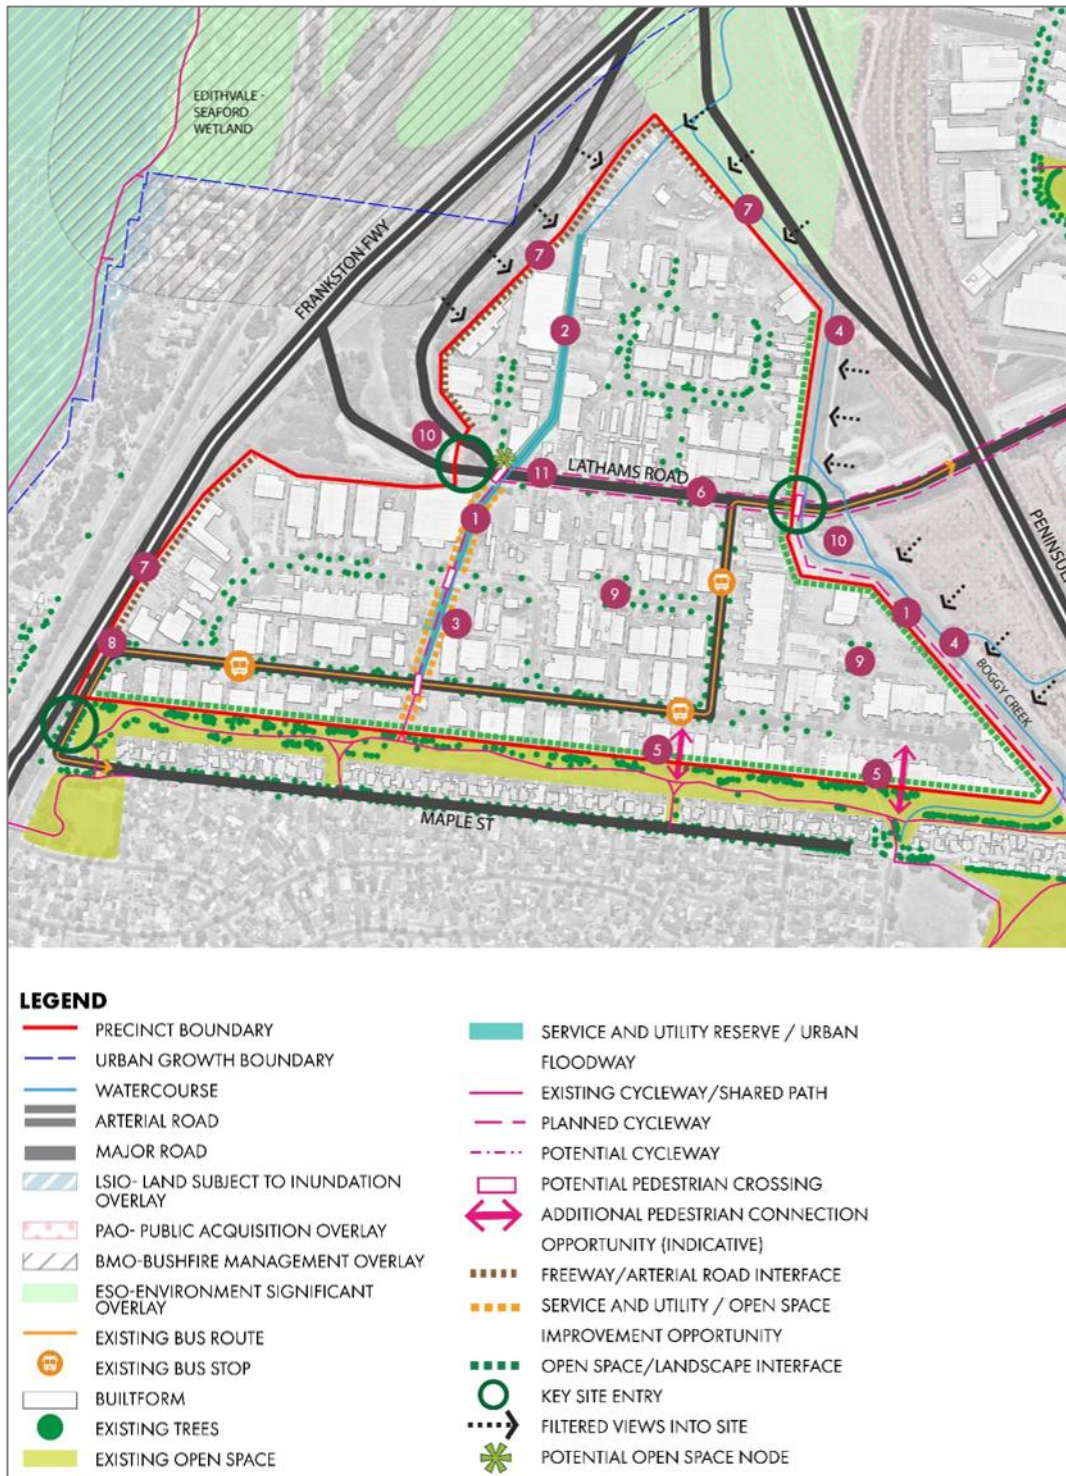 EDITHVALE -
SEAFORD
WETLAND
FRANKSTON FWY
7
7
2
4
10
LATHAMS ROAD
11
6
1
10
PENINSUL
7
9
3
1
8
9
4
BOGGY CREEK
5
5
MAPLE ST
LEGEND
PRECINCT BOUNDARY
URBAN GROWTH BOUNDARY
WATERCOURSE
ARTERIAL ROAD
MAJOR ROAD
LSIO- LAND SUBJECT TO INUNDATION
OVERLAY
PAO- PUBLIC ACQUISITION OVERLAY
BMO-BUSHFIRE MANAGEMENT OVERLAY
ESO-ENVIRONMENT SIGNIFICANT
OVERLAY
EXISTING BUS ROUTE
EXISTING BUS STOP
BUILTFORM
EXISTING TREES
EXISTING OPEN SPACE
SERVICE AND UTILITY RESERVE / URBAN
FLOODWAY
EXISTING CYCLEWAY/SHARED PATH
PLANNED CYCLEWAY
POTENTIAL CYCLEWAY
POTENTIAL PEDESTRIAN CROSSING
ADDITIONAL PEDESTRIAN CONNECTION
OPPORTUNITY (INDICATIVE)
FREEWAY/ARTERIAL ROAD INTERFACE
SERVICE AND UTILITY / OPEN SPACE
IMPROVEMENT OPPORTUNITY
OPEN SPACE/LANDSCAPE INTERFACE
KEY SITE ENTRY
FILTERED VIEWS INTO SITE
POTENTIAL OPEN SPACE NODE